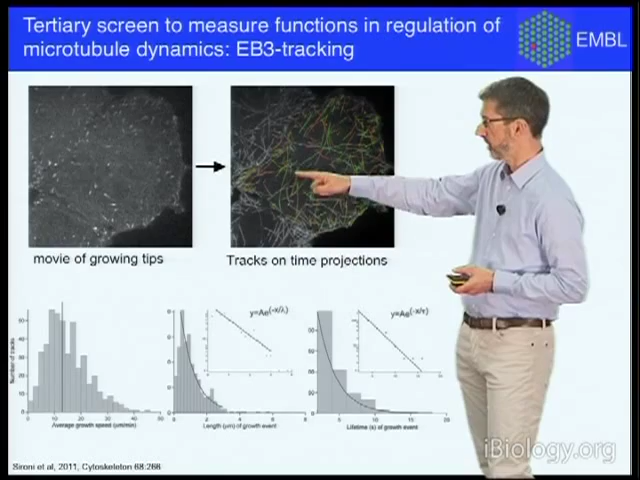 Tertiary screen to measure functions in regulation of
microtubule dynamics: EB3-tracking
EMBL
movie of growing tips
Tracks on time projections
y=Ae(-x/λ)
y=Ae(-x/τ)
Number of tracks
Average growth speed (um/min)
Length (μm) of growth event
Lifetime (s) of growth event
iBiology.org
Sironi et al, 2011, Cytoskeleton 68:266